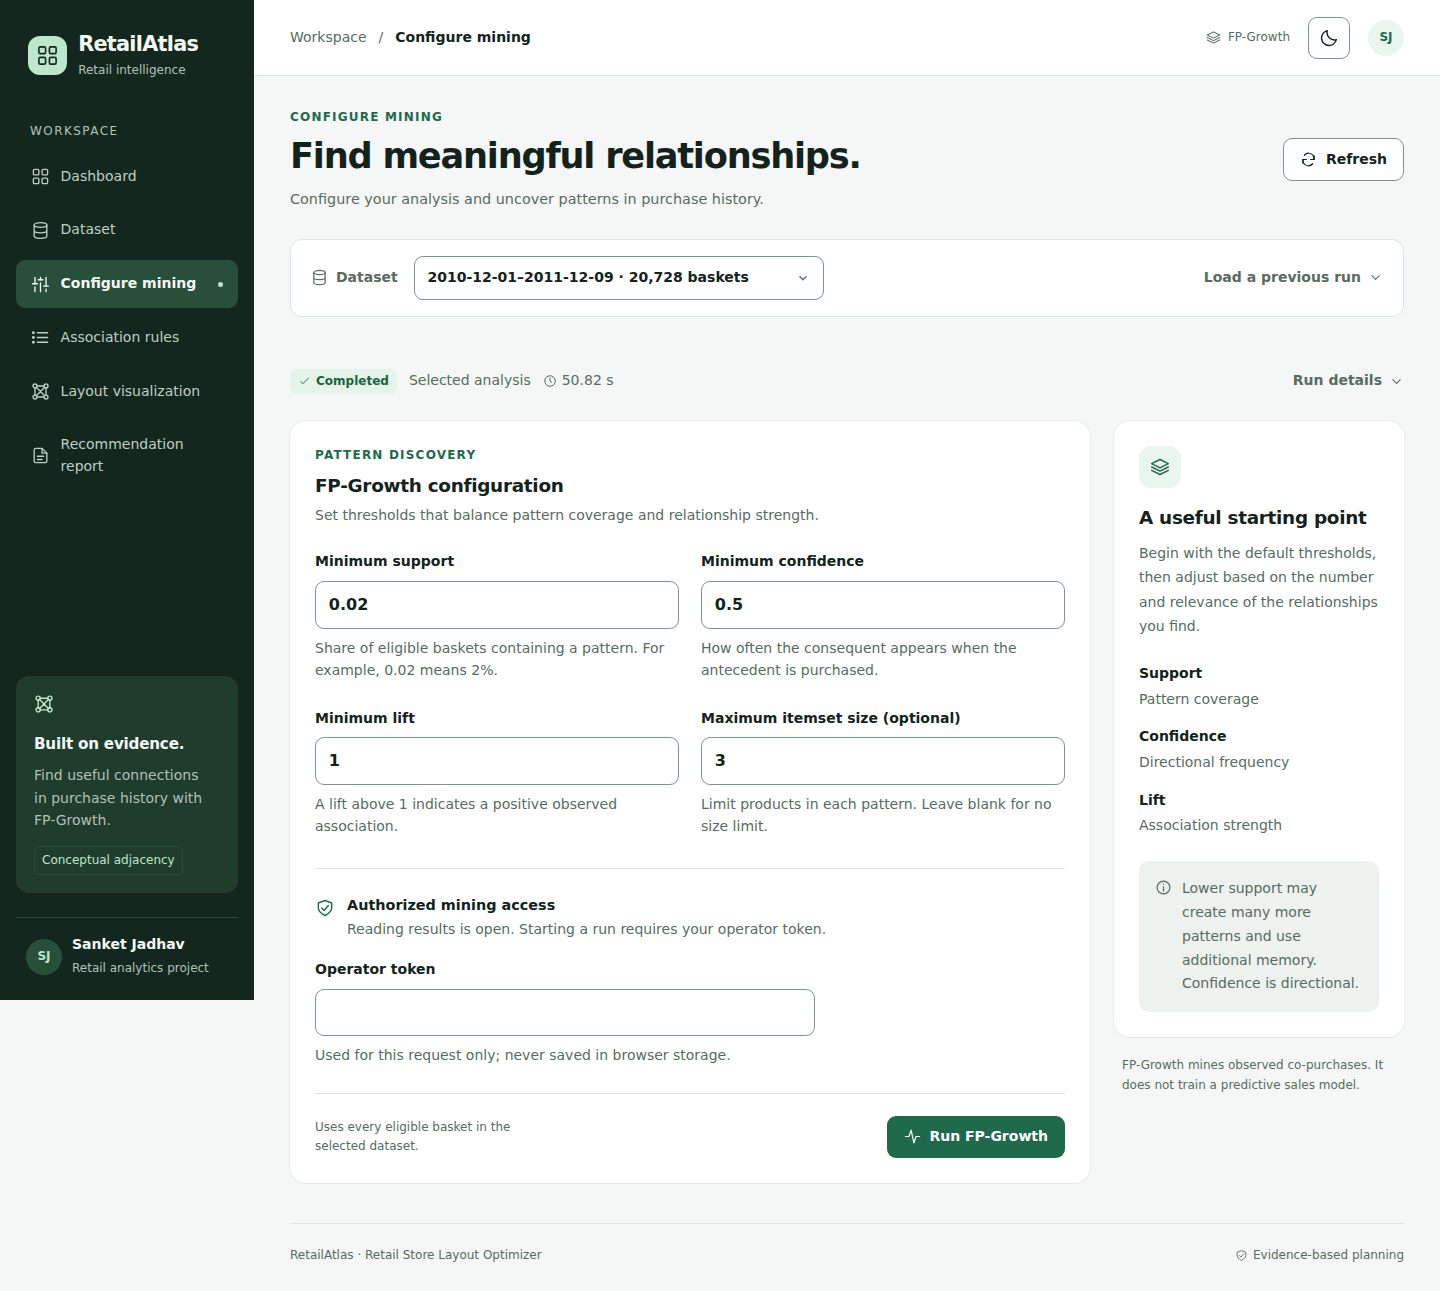 RetailAtlas
Retail intelligence
WORKSPACE
Dashboard
Dataset
Configure mining
Association rules
Layout visualization
Recommendation
report
Built on evidence.
Find useful connections
in purchase history with
FP-Growth.
Conceptual adjacency
SJ
Sanket Jadhav
Retail analytics project
Workspace / Configure mining
FP-Growth
SJ
CONFIGURE MINING
Find meaningful relationships.
Configure your analysis and uncover patterns in purchase history.
Refresh
Dataset
2010-12-01–2011-12-09 · 20,728 baskets
Load a previous run
Completed
Selected analysis
50.82 s
Run details
PATTERN DISCOVERY
FP-Growth configuration
Set thresholds that balance pattern coverage and relationship strength.
Minimum support
0.02
Share of eligible baskets containing a pattern. For
example, 0.02 means 2%.
Minimum confidence
0.5
How often the consequent appears when the
antecedent is purchased.
Minimum lift
1
A lift above 1 indicates a positive observed
association.
Maximum itemset size (optional)
3
Limit products in each pattern. Leave blank for no
size limit.
Authorized mining access
Reading results is open. Starting a run requires your operator token.
Operator token
Used for this request only; never saved in browser storage.
Uses every eligible basket in the
selected dataset.
Run FP-Growth
A useful starting point
Begin with the default thresholds,
then adjust based on the number
and relevance of the relationships
you find.
Support
Pattern coverage
Confidence
Directional frequency
Lift
Association strength
Lower support may
create many more
patterns and use
additional memory.
Confidence is directional.
FP-Growth mines observed co-purchases. It
does not train a predictive sales model.
RetailAtlas · Retail Store Layout Optimizer
Evidence-based planning